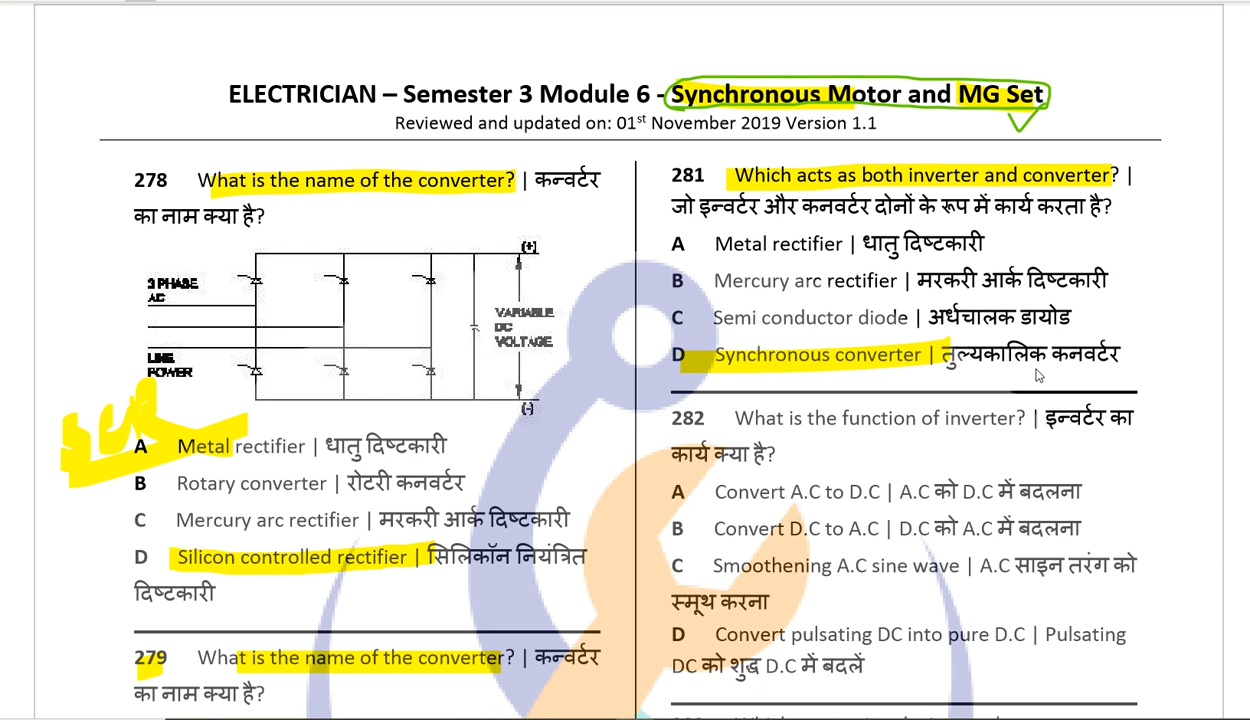 ELECTRICIAN – Semester 3 Module 6 - Synchronous Motor and MG Set
Reviewed and updated on: 01st November 2019 Version 1.1
278 What is the name of the converter? | कन्वर्टर
का नाम क्या है?
(+)
3 PHASE
AC
VARIABLE
DC
VOLTAGE
LINE
POWER
(-)
SCR
A Metal rectifier | धातु दिष्टकारी
B Rotary converter | रोटरी कनवर्टर
C Mercury arc rectifier | मरकरी आर्क दिष्टकारी
D Silicon controlled rectifier | सिलिकॉन नियंत्रित
दिष्टकारी
279 What is the name of the converter? | कन्वर्टर
का नाम क्या है?
281 Which acts as both inverter and converter? |
जो इन्वर्टर और कनवर्टर दोनों के रूप में कार्य करता है?
A Metal rectifier | धातु दिष्टकारी
B Mercury arc rectifier | मरकरी आर्क दिष्टकारी
C Semi conductor diode | अर्धचालक डायोड
D Synchronous converter | तुल्यकालिक कनवर्टर
282 What is the function of inverter? | इन्वर्टर का
कार्य क्या है?
A Convert A.C to D.C | A.C को D.C में बदलना
B Convert D.C to A.C | D.C को A.C में बदलना
C Smoothening A.C sine wave | A.C साइन तरंग को
स्मूथ करना
D Convert pulsating DC into pure D.C | Pulsating
DC को शुद्ध D.C में बदलें